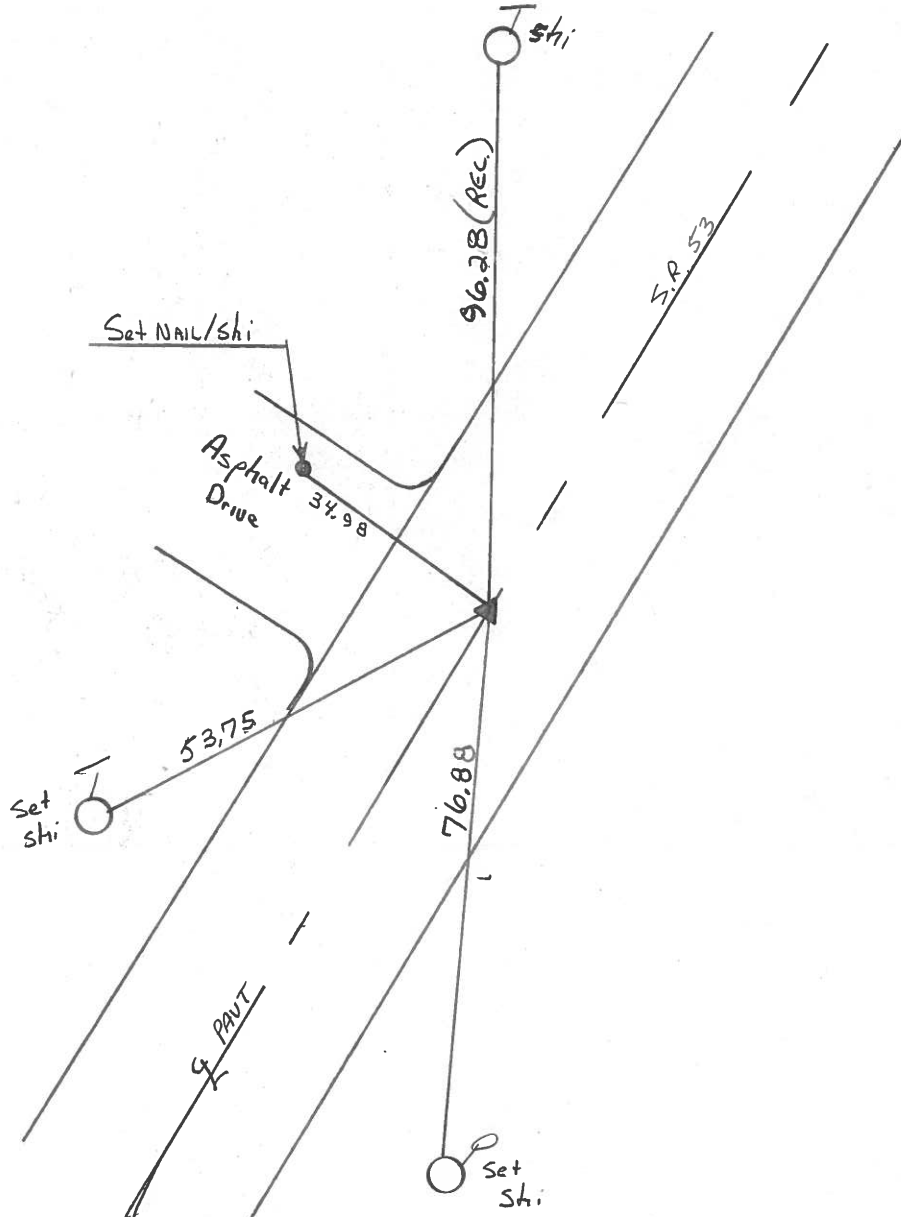 shi
96.28 (REC.)
S.R. 53
Set NAIL/shi
Asphalt
Drive
34.98
53.75
76.88
Set
shi
℄ PAVT
Set
shi